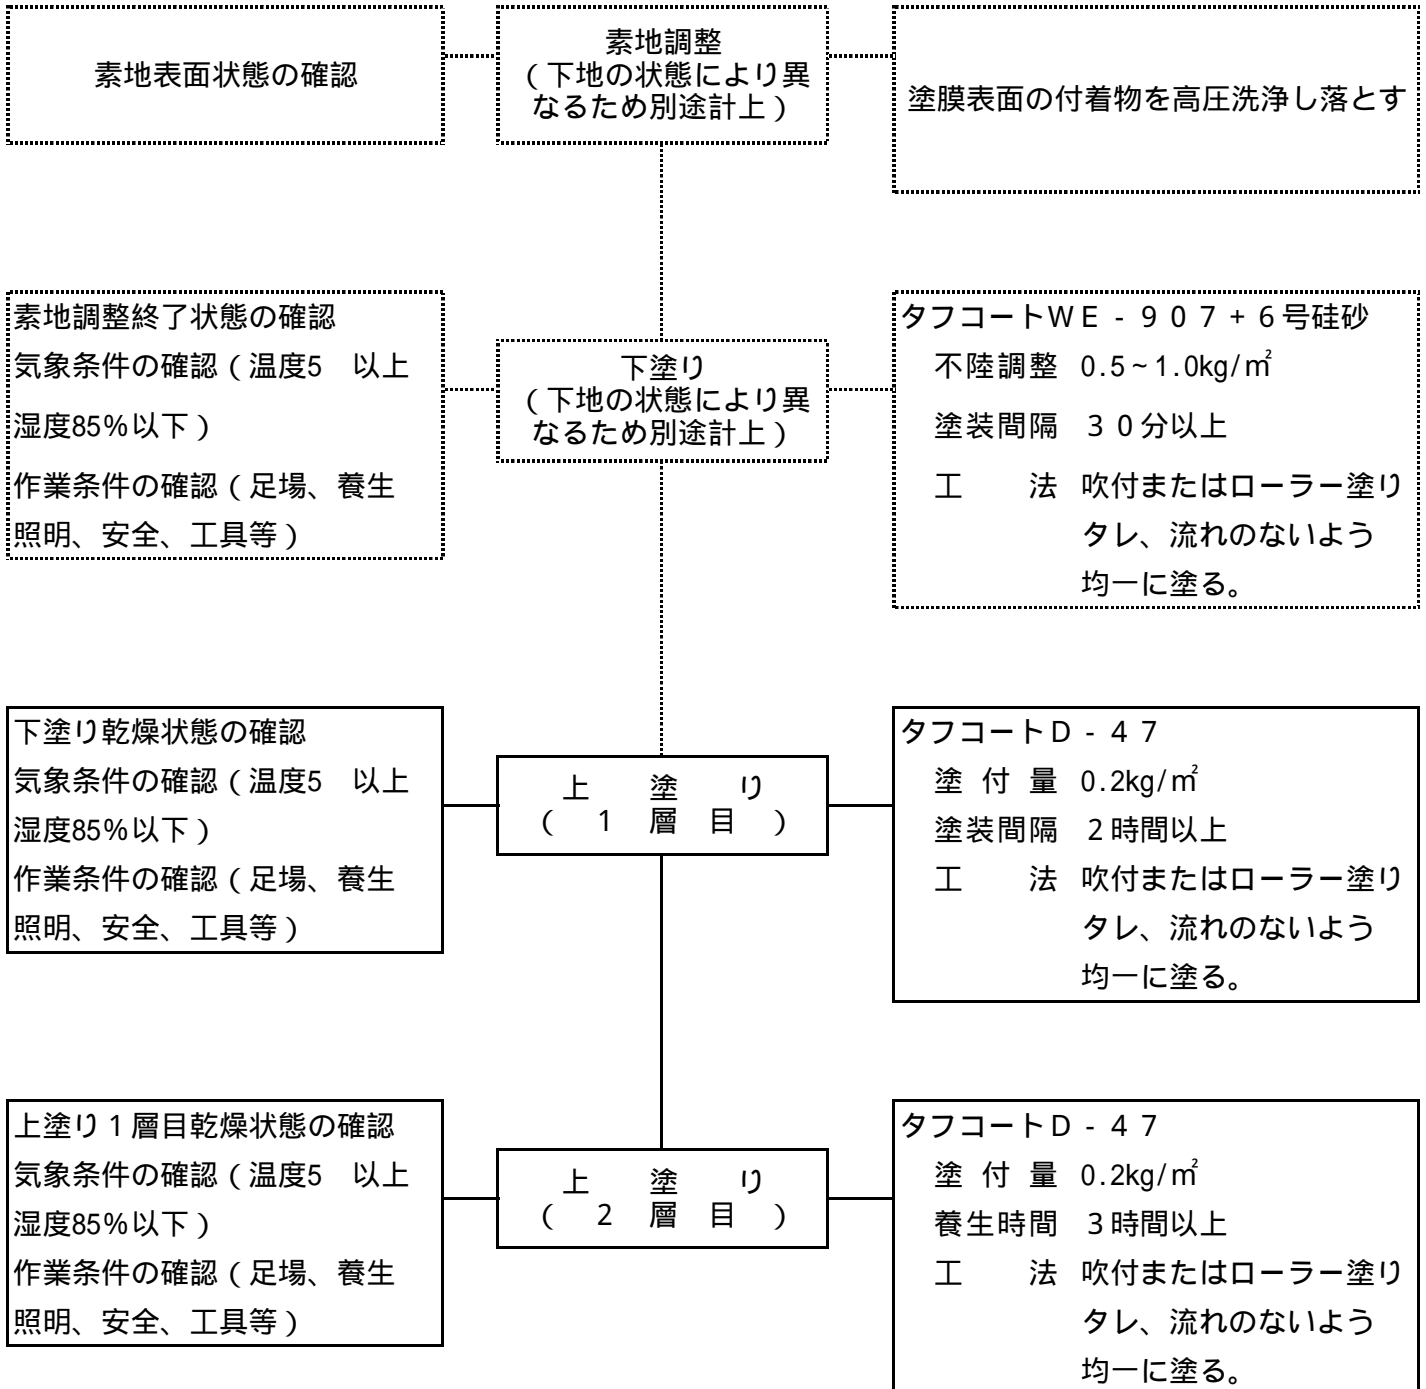 素地表面状態の確認
素地調整
（下地の状態により異
なるため別途計上）
塗膜表面の付着物を高圧洗浄し落とす
素地調整終了状態の確認
気象条件の確認（温度5　以上
湿度85%以下）
作業条件の確認（足場、養生
照明、安全、工具等）
下塗り
（下地の状態により異
なるため別途計上）
タフコートＷＥ-９０７+６号硅砂
不陸調整 0.5~1.0kg/㎡
塗装間隔 ３０分以上
工　　法 吹付またはローラー塗り
タレ、流れのないよう
均一に塗る。
下塗り乾燥状態の確認
気象条件の確認（温度5　以上
湿度85%以下）
作業条件の確認（足場、養生
照明、安全、工具等）
上　塗　り
（　1　層　目　）
タフコートＤ-４７
塗 付 量 0.2kg/㎡
塗装間隔 ２時間以上
工　　法 吹付またはローラー塗り
タレ、流れのないよう
均一に塗る。
上塗り１層目乾燥状態の確認
気象条件の確認（温度5　以上
湿度85%以下）
作業条件の確認（足場、養生
照明、安全、工具等）
上　塗　り
（　2　層　目　）
タフコートＤ-４７
塗 付 量 0.2kg/㎡
養生時間 ３時間以上
工　　法 吹付またはローラー塗り
タレ、流れのないよう
均一に塗る。